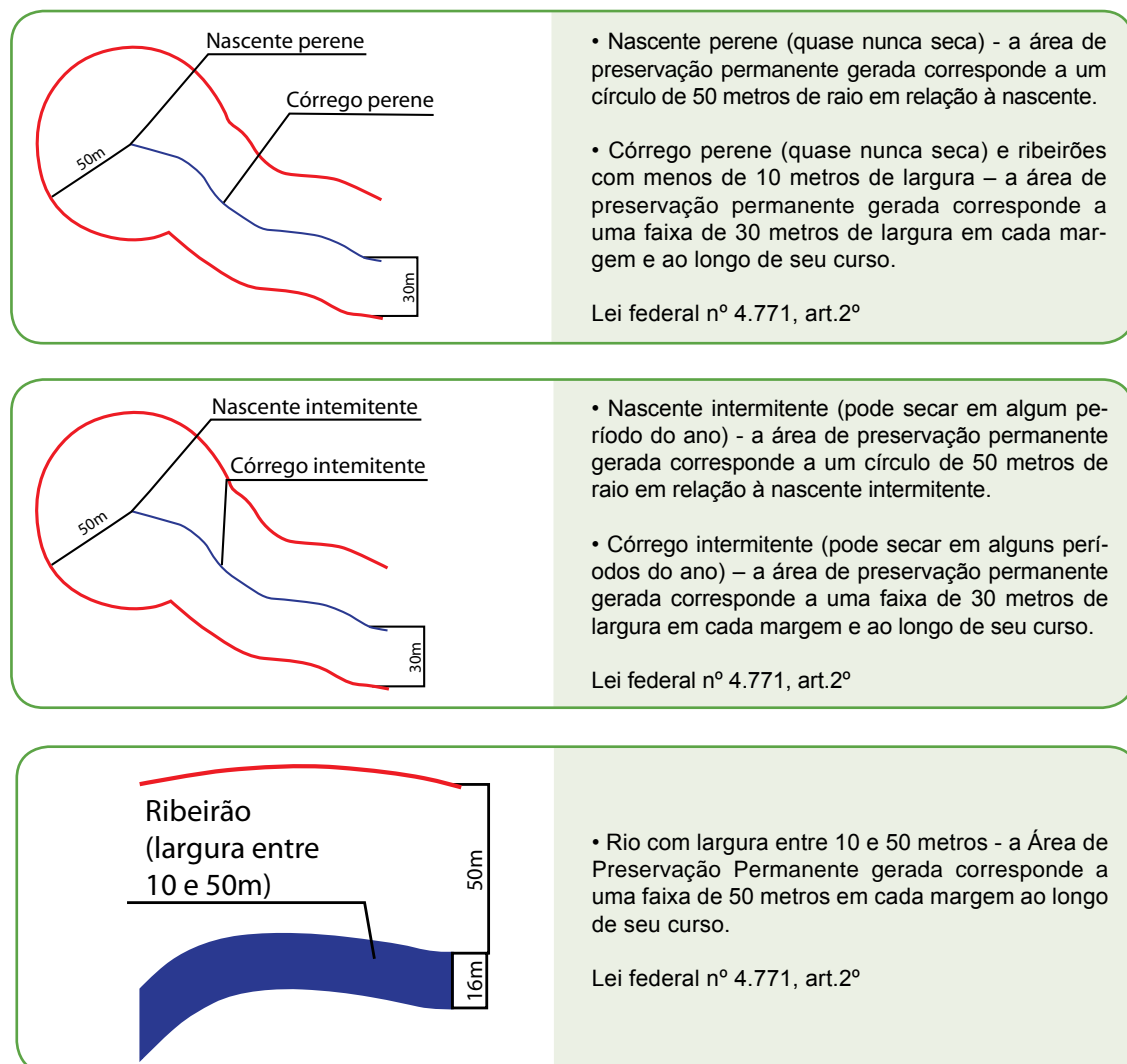 Nascente perene
Córrego perene
50m
30m
• Nascente perene (quase nunca seca) - a área de
preservação permanente gerada corresponde a um
círculo de 50 metros de raio em relação à nascente.
• Córrego perene (quase nunca seca) e ribeirões
com menos de 10 metros de largura – a área de
preservação permanente gerada corresponde a
uma faixa de 30 metros de largura em cada mar-
gem e ao longo de seu curso.
Lei federal nº 4.771, art.2º
Nascente intemitente
Córrego intemitente
50m
30m
• Nascente intermitente (pode secar em algum pe-
ríodo do ano) - a área de preservação permanente
gerada corresponde a um círculo de 50 metros de
raio em relação à nascente intermitente.
• Córrego intermitente (pode secar em alguns perí-
odos do ano) – a área de preservação permanente
gerada corresponde a uma faixa de 30 metros de
largura em cada margem e ao longo de seu curso.
Lei federal nº 4.771, art.2º
Ribeirão
(largura entre
10 e 50m)
50m
16m
• Rio com largura entre 10 e 50 metros - a Área de
Preservação Permanente gerada corresponde a
uma faixa de 50 metros em cada margem ao longo
de seu curso.
Lei federal nº 4.771, art.2º